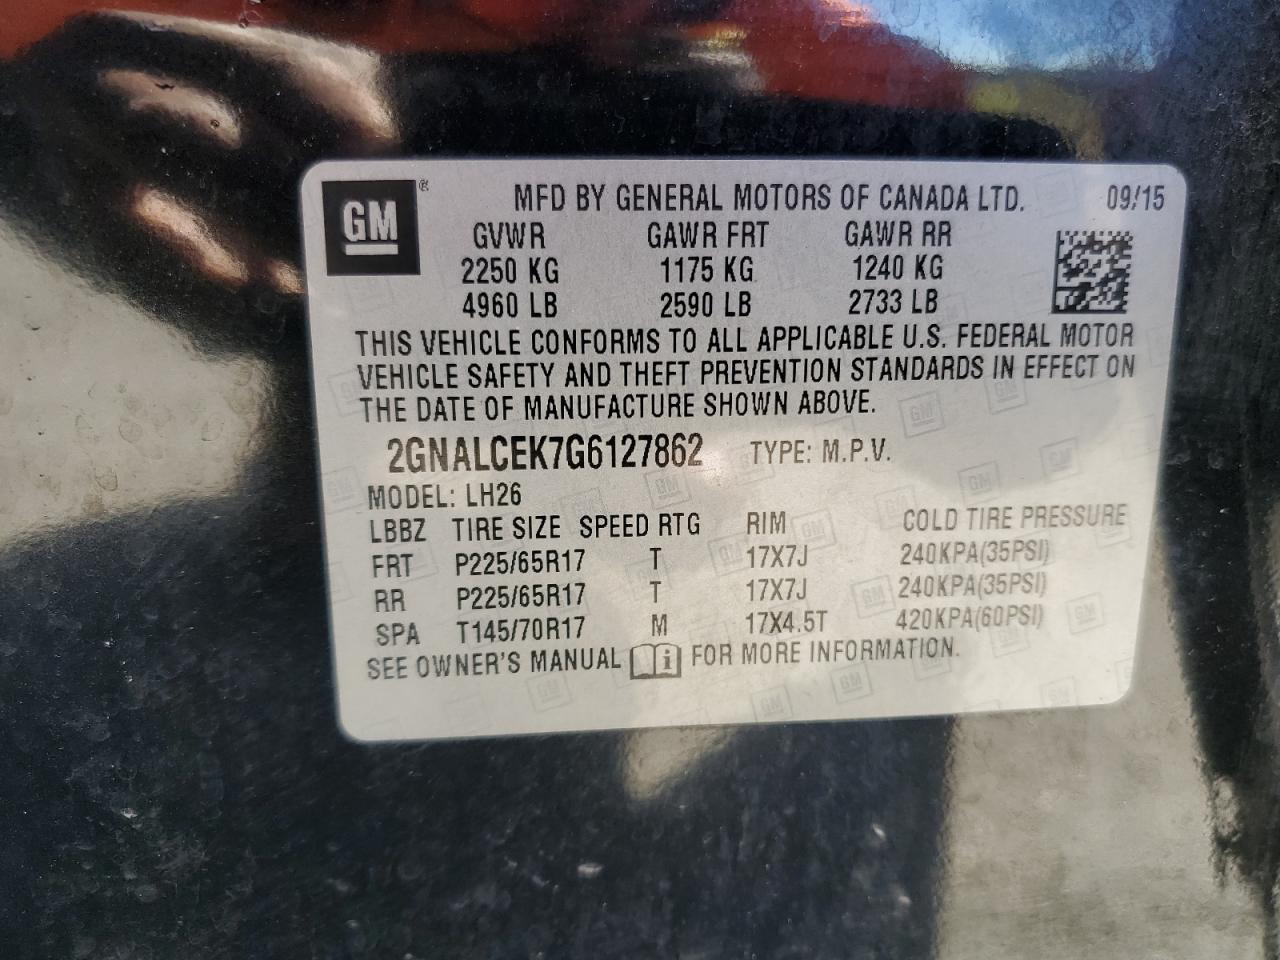 GM® MFD BY GENERAL MOTORS OF CANADA LTD. 09/15
GVWR GAWR FRT GAWR RR
2250 KG 1175 KG 1240 KG
4960 LB 2590 LB 2733 LB
THIS VEHICLE CONFORMS TO ALL APPLICABLE U.S. FEDERAL MOTOR
VEHICLE SAFETY AND THEFT PREVENTION STANDARDS IN EFFECT ON
THE DATE OF MANUFACTURE SHOWN ABOVE.
2GNALCEK7G6127862 TYPE: M.P.V.
MODEL: LH26
LBBZ TIRE SIZE SPEED RTG RIM COLD TIRE PRESSURE
FRT P225/65R17 T 17X7J 240KPA(35PSI)
RR P225/65R17 T 17X7J 240KPA(35PSI)
SPA T145/70R17 M 17X4.5T 420KPA(60PSI)
SEE OWNER'S MANUAL i FOR MORE INFORMATION.